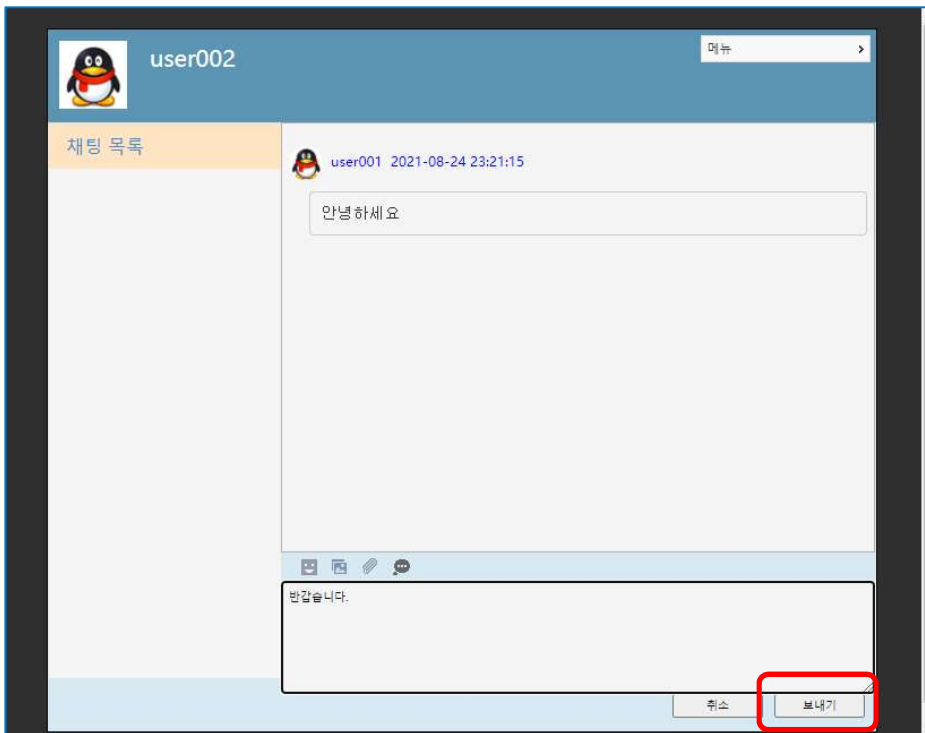 user002
메뉴
채팅 목록
user001 2021-08-24 23:21:15
안녕하세요
반갑습니다.
취소
보내기